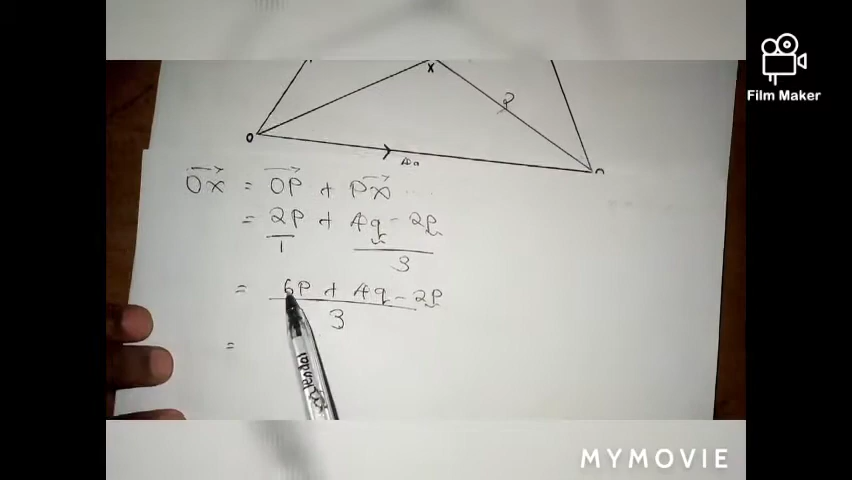 Film Maker
X
O
OX = OP + PX
= 2p + 4q - 2p
1 3
= 6p + 4q - 2p
3
=
MYMOVIE